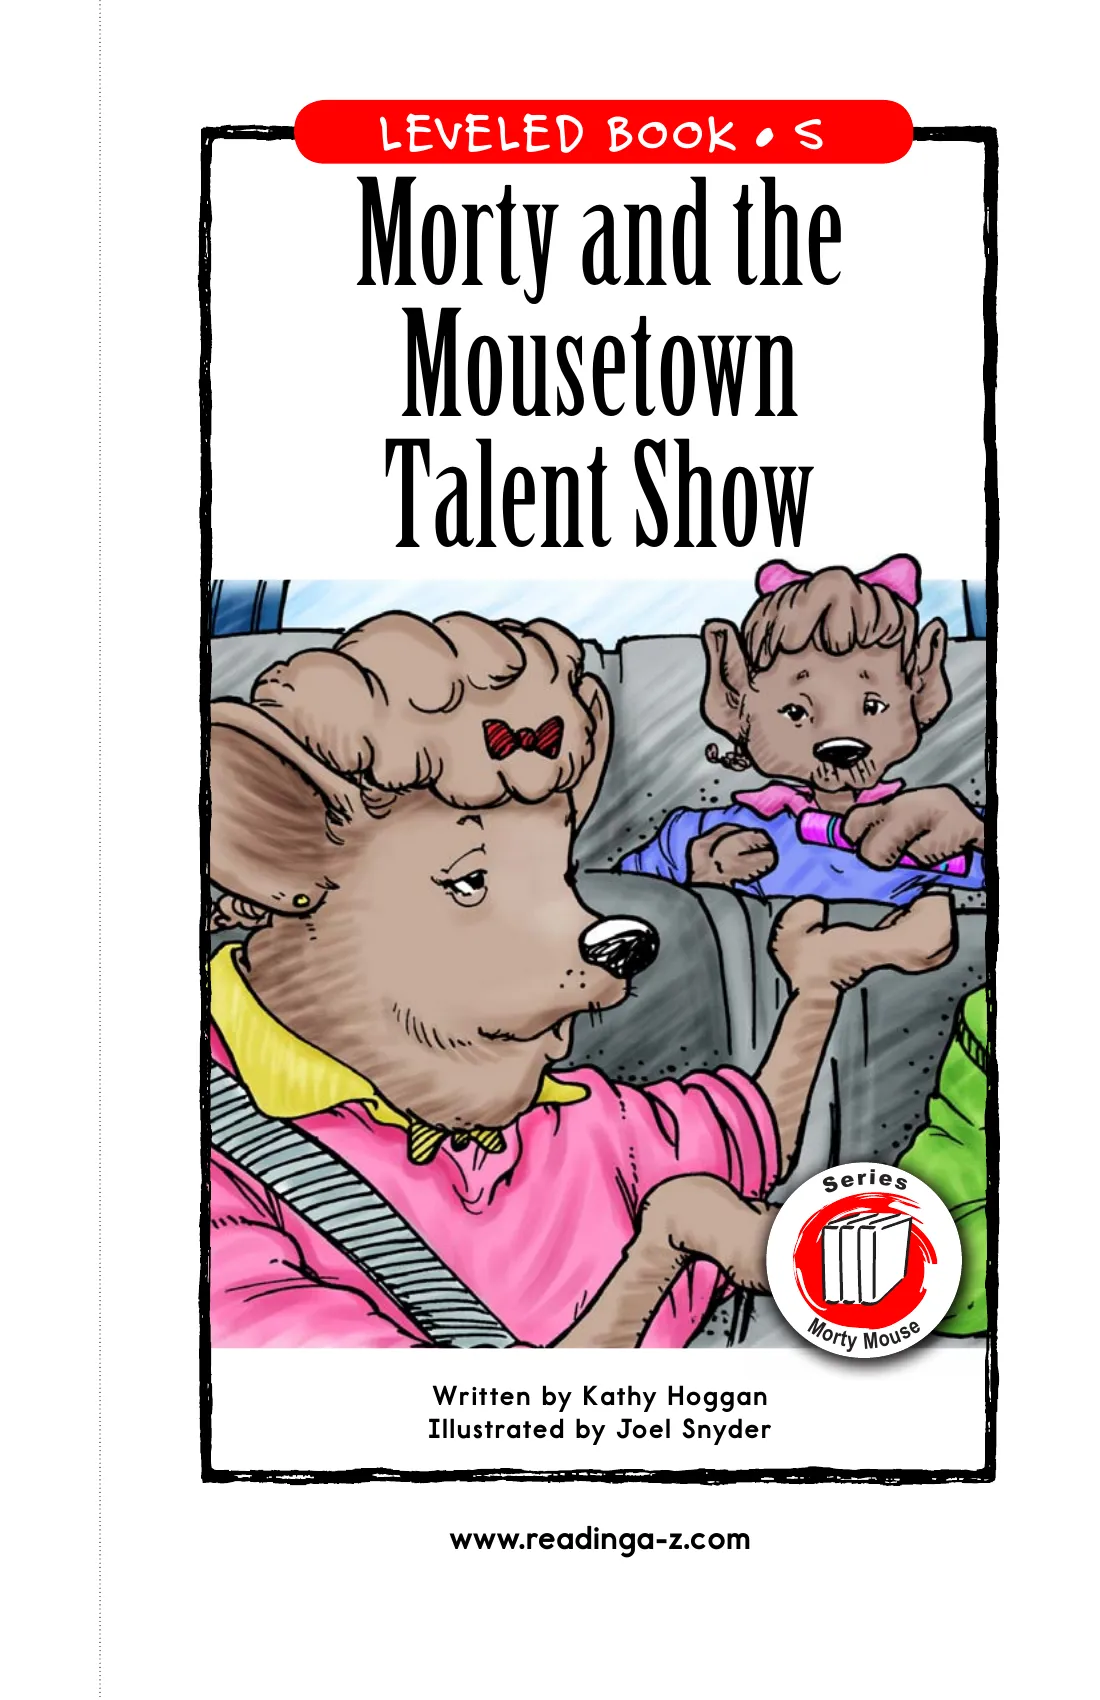 LEVELED BOOK • S
Morty and the
Mousetown
Talent Show
Series
Morty Mouse
Written by Kathy Hoggan
Illustrated by Joel Snyder
www.readinga-z.com